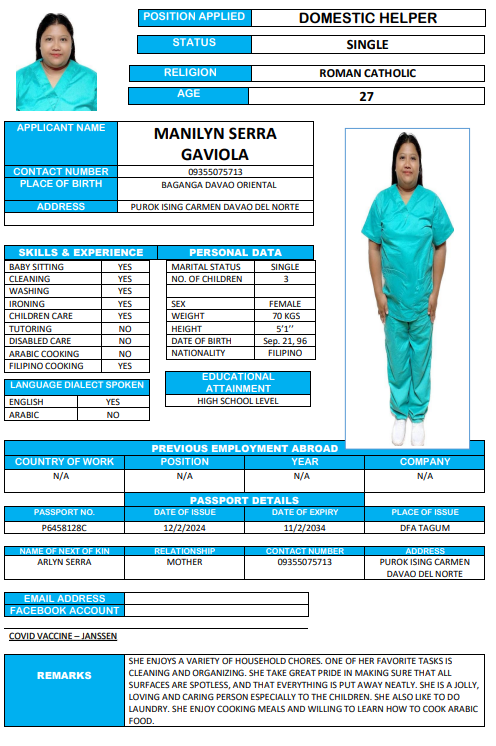 POSITION APPLIED DOMESTIC HELPER
STATUS SINGLE
RELIGION ROMAN CATHOLIC
AGE 27
APPLICANT NAME MANILYN SERRA
GAVIOLA
CONTACT NUMBER 09355075713
PLACE OF BIRTH BAGANGA DAVAO ORIENTAL
ADDRESS PUROK ISING CARMEN DAVAO DEL NORTE
SKILLS & EXPERIENCE PERSONAL DATA
BABY SITTING YES MARITAL STATUS SINGLE
CLEANING YES NO. OF CHILDREN 3
WASHING YES
IRONING YES SEX FEMALE
CHILDREN CARE YES WEIGHT 70 KGS
TUTORING NO HEIGHT 5’1’’
DISABLED CARE NO DATE OF BIRTH Sep. 21, 96
ARABIC COOKING NO NATIONALITY FILIPINO
FILIPINO COOKING YES
EDUCATIONAL
ATTAINMENT
HIGH SCHOOL LEVEL
LANGUAGE DIALECT SPOKEN
ENGLISH YES
ARABIC NO
PREVIOUS EMPLOYMENT ABROAD
COUNTRY OF WORK POSITION YEAR COMPANY
N/A N/A N/A N/A
PASSPORT DETAILS
PASSPORT NO. DATE OF ISSUE DATE OF EXPIRY PLACE OF ISSUE
P6458128C 12/2/2024 11/2/2034 DFA TAGUM
NAME OF NEXT OF KIN RELATIONSHIP CONTACT NUMBER ADDRESS
ARLYN SERRA MOTHER 09355075713 PUROK ISING CARMEN
DAVAO DEL NORTE
EMAIL ADDRESS
FACEBOOK ACCOUNT
COVID VACCINE – JANSSEN
REMARKS
SHE ENJOYS A VARIETY OF HOUSEHOLD CHORES. ONE OF HER FAVORITE TASKS IS
CLEANING AND ORGANIZING. SHE TAKE GREAT PRIDE IN MAKING SURE THAT ALL
SURFACES ARE SPOTLESS, AND THAT EVERYTHING IS PUT AWAY NEATLY. SHE IS A JOLLY,
LOVING AND CARING PERSON ESPECIALLY TO THE CHILDREN. SHE ALSO LIKE TO DO
LAUNDRY. SHE ENJOY COOKING MEALS AND WILLING TO LEARN HOW TO COOK ARABIC
FOOD.